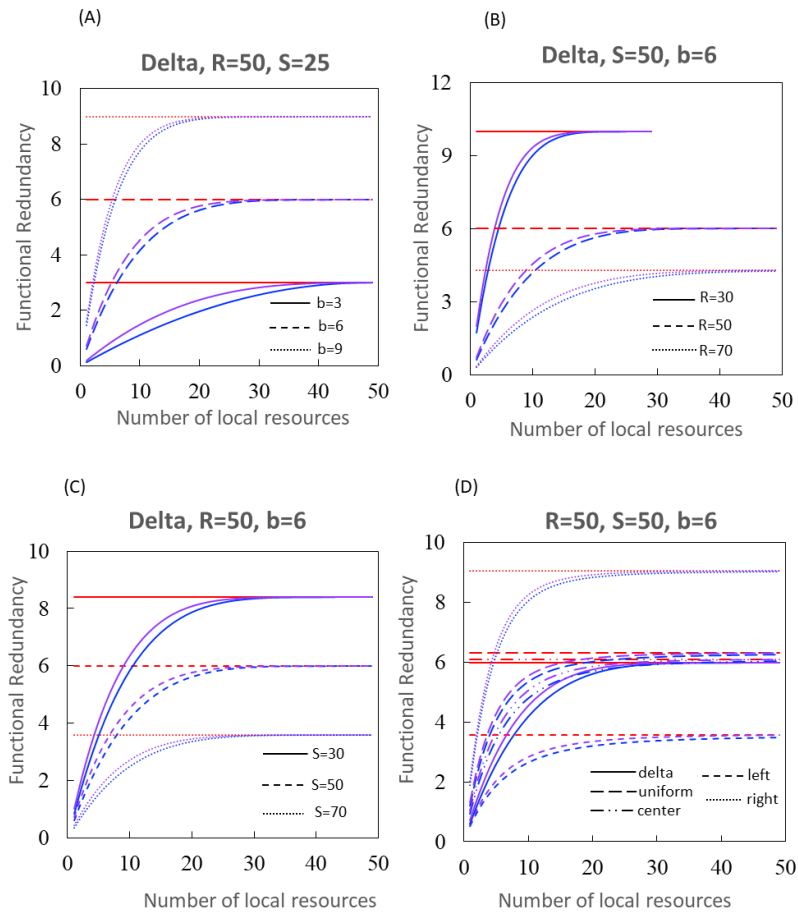 (A)
Delta, R=50, S=25
Functional Redundancy
10
8
6
4
2
0
b=3
b=6
b=9
0 10 20 30 40 50
Number of local resources
(B)
Delta, S=50, b=6
Functional Redundancy
12
9
6
3
0
R=30
R=50
R=70
0 10 20 30 40 50
Number of local resources
(C)
Delta, R=50, b=6
Functional Redundancy
10
8
6
4
2
0
S=30
S=50
S=70
0 10 20 30 40 50
Number of local resources
(D)
R=50, S=50, b=6
Functional Redundancy
10
8
6
4
2
0
delta
uniform
center
left
right
0 10 20 30 40 50
Number of local resources